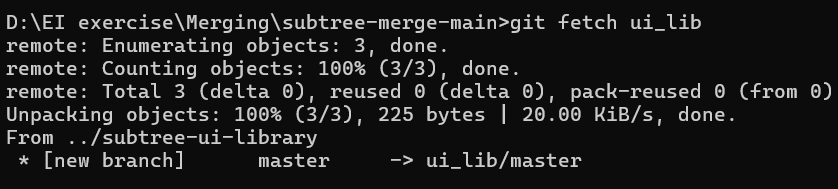 D:\EI exercise\Merging\subtree-merge-main>git fetch ui_lib
remote: Enumerating objects: 3, done.
remote: Counting objects: 100% (3/3), done.
remote: Total 3 (delta 0), reused 0 (delta 0), pack-reused 0 (from 0)
Unpacking objects: 100% (3/3), 225 bytes | 20.00 KiB/s, done.
From ../subtree-ui-library
 * [new branch]      master     -> ui_lib/master